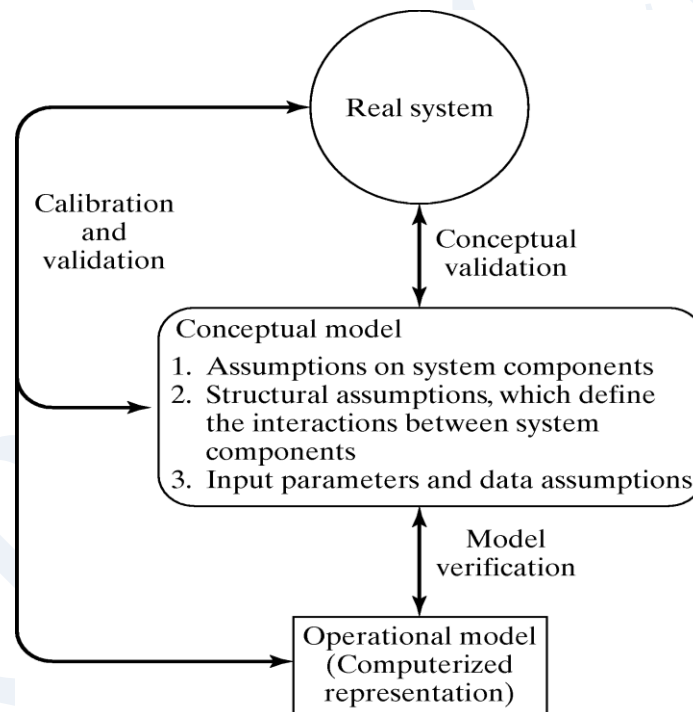 Real system
Calibration
and
validation
Conceptual
validation
Conceptual model
1. Assumptions on system components
2. Structural assumptions, which define
the interactions between system
components
3. Input parameters and data assumptions
Model
verification
Operational model
(Computerized
representation)